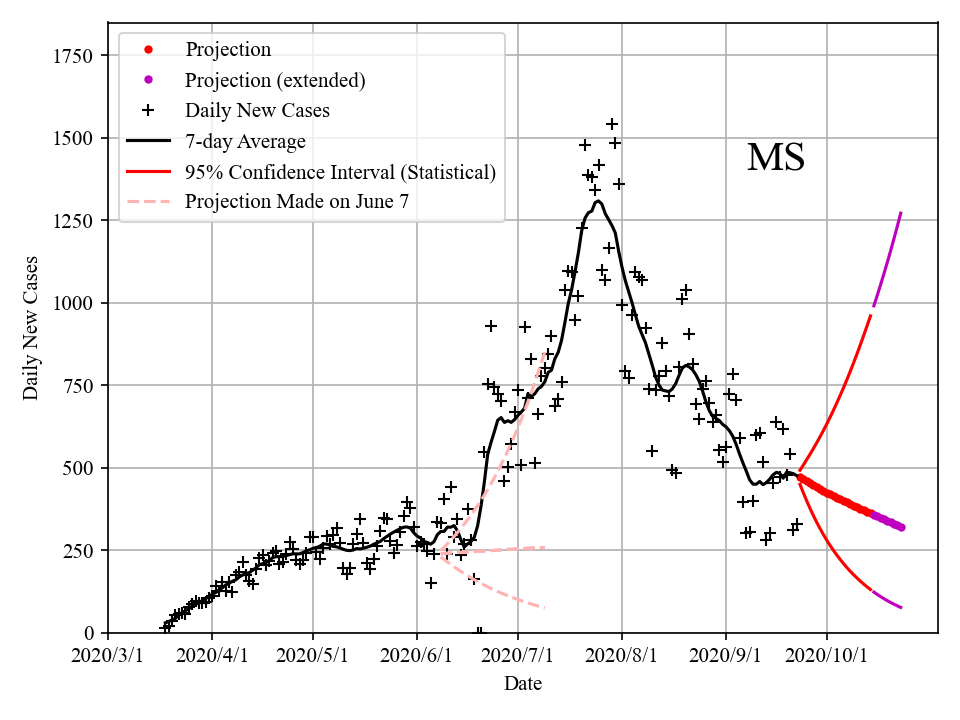 Projection
Projection (extended)
Daily New Cases
7-day Average
95% Confidence Interval (Statistical)
Projection Made on June 7
MS
1750
1500
1250
1000
750
500
250
0
Daily New Cases
2020/3/1 2020/4/1 2020/5/1 2020/6/1 2020/7/1 2020/8/1 2020/9/1 2020/10/1
Date